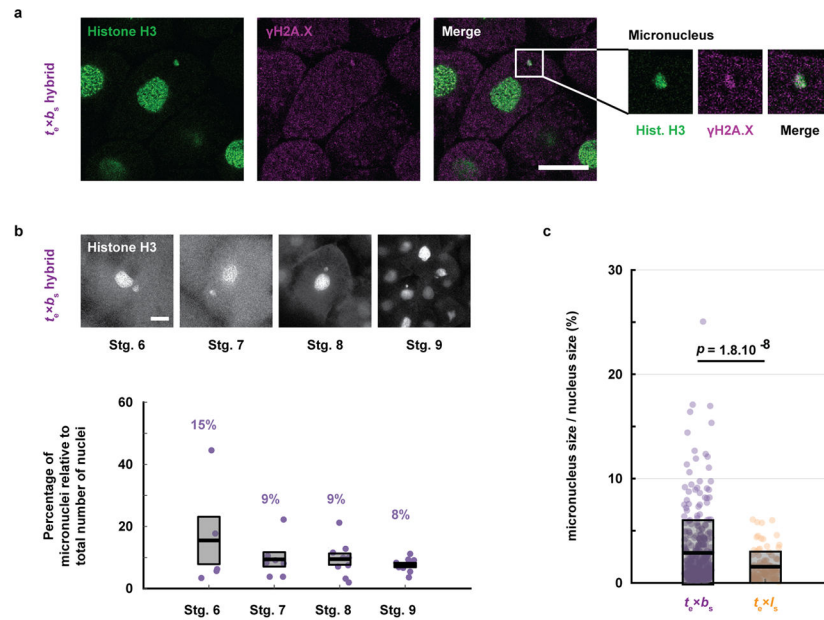 a
Histone H3
γH2A.X
Merge
Micronucleus
tₑ×bₛ hybrid
Hist. H3
γH2A.X
Merge
b
Histone H3
tₑ×bₛ hybrid
Stg. 6
Stg. 7
Stg. 8
Stg. 9
Percentage of
micronuclei relative to
total number of nuclei
60
40
20
0
15%
9%
9%
8%
Stg. 6
Stg. 7
Stg. 8
Stg. 9
c
micronucleus size / nucleus size (%)
30
20
10
0
p = 1.8.10⁻⁸
tₑ×bₛ
tₑ×lₛ